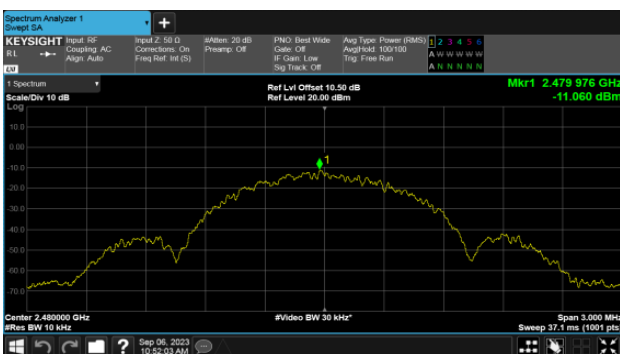 Spectrum Analyzer 1
Swept SA
KEYSIGHT Input: RF Input Z: 50 Ω #Atten: 20 dB PNO: Best Wide Avg Type: Power (RMS) 1 2 3 4 5 6
RL Coupling: AC Corrections: On Preamp: Off Gate: Off Avg|Hold: 100/100 A W W W W W
Align: Auto Freq Ref: Int (S) IF Gain: Low Trig: Free Run
Sig Track: Off A N N N N N
1 Spectrum
Scale/Div 10 dB
Log
Ref Lvl Offset 10.50 dB
Ref Level 20.00 dBm
Mkr1 2.479 976 GHz
-11.060 dBm
10.0
0.00
-10.0
-20.0
-30.0
-40.0
-50.0
-60.0
-70.0
1
Center 2.480000 GHz #Video BW 30 kHz* Span 3.000 MHz
#Res BW 10 kHz Sweep 37.1 ms (1001 pts)
Sep 06, 2023
10:52:03 AM